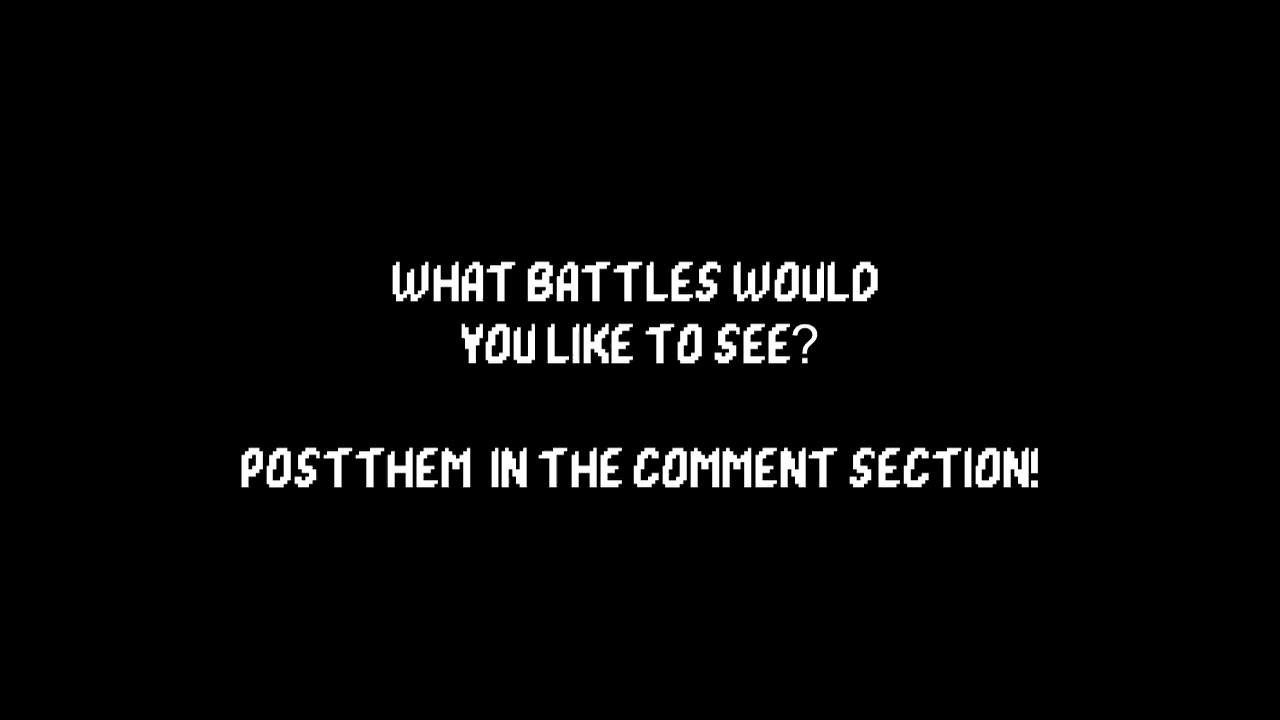 WHAT BATTLES WOULD
YOU LIKE TO SEE?
POSTTHEM IN THE COMMENT SECTION!